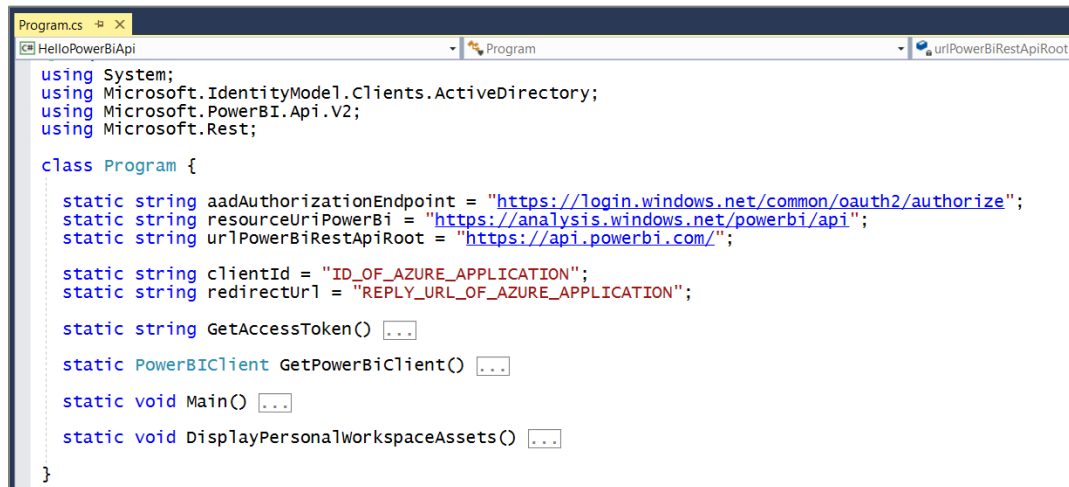 Program.cs
C# HelloPowerBiApi
Program
urlPowerBiRestApiRoot
using System;
using Microsoft.IdentityModel.Clients.ActiveDirectory;
using Microsoft.PowerBI.Api.V2;
using Microsoft.Rest;
class Program {
static string aadAuthorizationEndpoint = "https://login.windows.net/common/oauth2/authorize";
static string resourceUriPowerBi = "https://analysis.windows.net/powerbi/api";
static string urlPowerBiRestApiRoot = "https://api.powerbi.com/";
static string clientId = "ID_OF_AZURE_APPLICATION";
static string redirectUrl = "REPLY_URL_OF_AZURE_APPLICATION";
static string GetAccessToken() ...
static PowerBIClient GetPowerBiClient() ...
static void Main() ...
static void DisplayPersonalWorkspaceAssets() ...
}